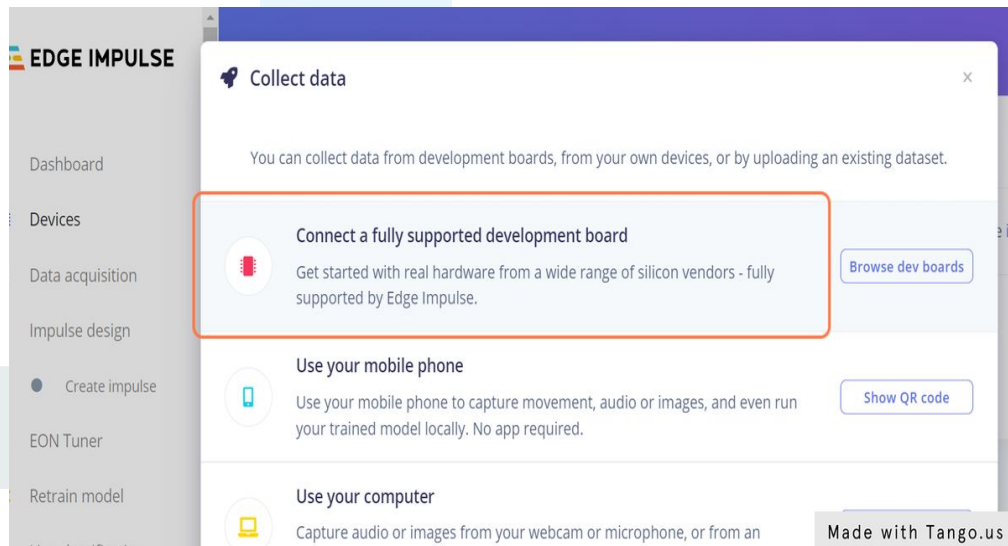 EDGE IMPULSE
Collect data
×
You can collect data from development boards, from your own devices, or by uploading an existing dataset.
Dashboard
Devices
Data acquisition
Impulse design
Create impulse
EON Tuner
Retrain model
Connect a fully supported development board
Get started with real hardware from a wide range of silicon vendors - fully
supported by Edge Impulse.
Browse dev boards
Use your mobile phone
Use your mobile phone to capture movement, audio or images, and even run
your trained model locally. No app required.
Show QR code
Use your computer
Capture audio or images from your webcam or microphone, or from an
Made with Tango.us